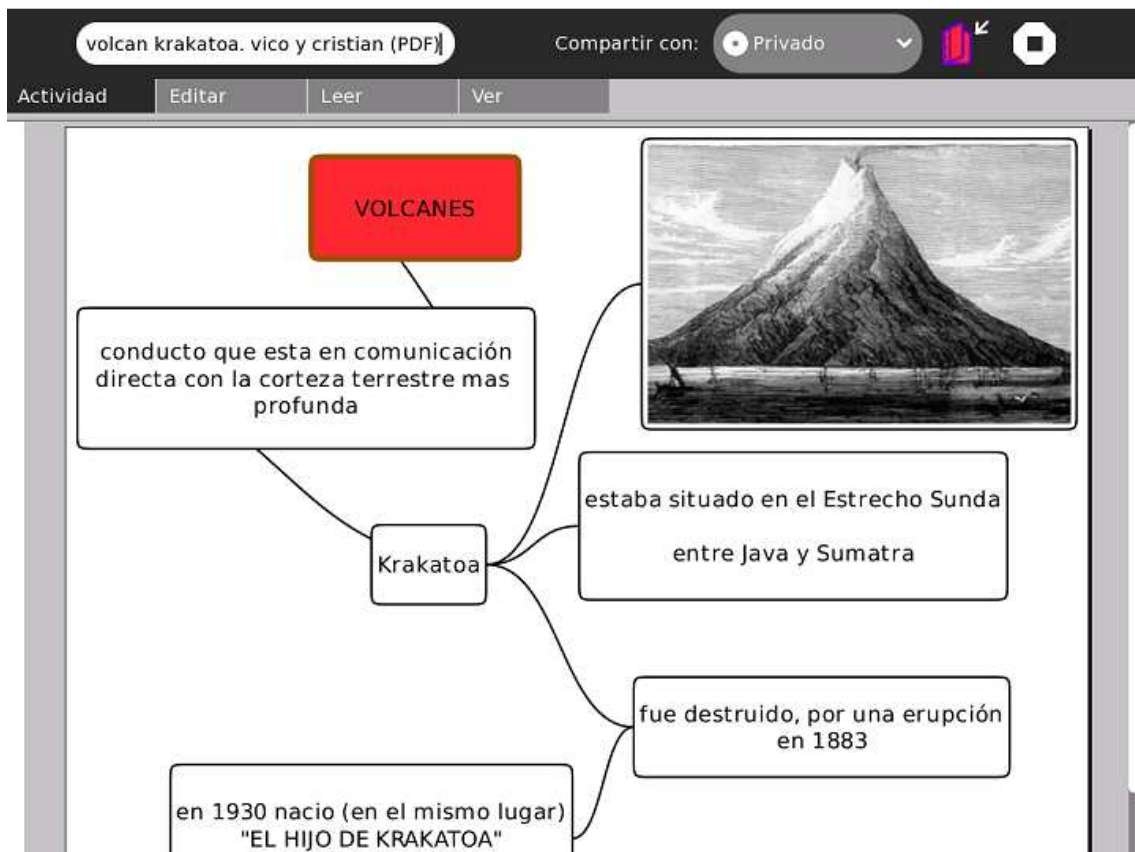 volcan krakatoa. vico y cristian (PDF)
Compartir con:
Privado
Actividad
Editar
Leer
Ver
VOLCANES
conducto que esta en comunicación
directa con la corteza terrestre mas
profunda
Krakatoa
estaba situado en el Estrecho Sunda
entre Java y Sumatra
fue destruido, por una erupción
en 1883
en 1930 nacio (en el mismo lugar)
"EL HIJO DE KRAKATOA"